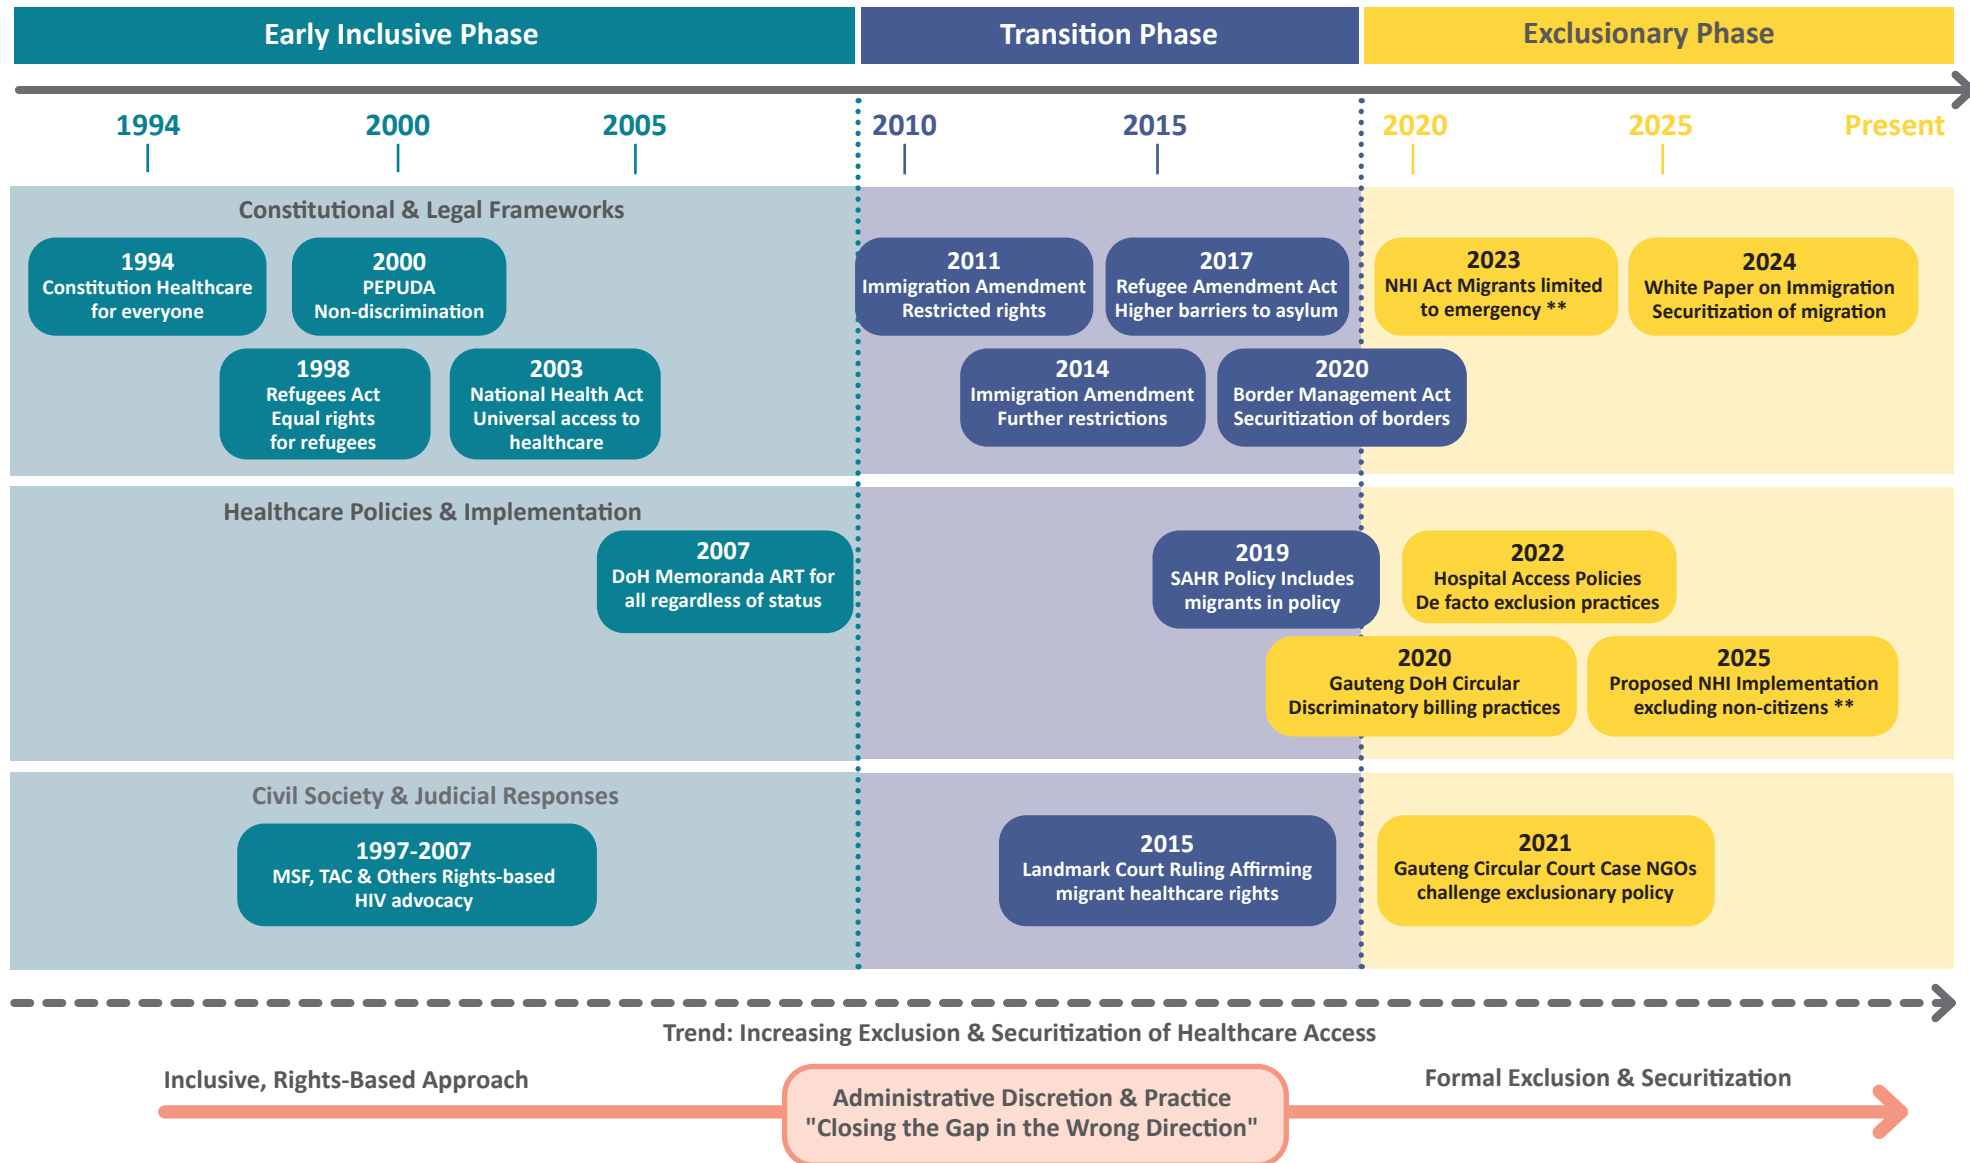 Early Inclusive Phase
Transition Phase
Exclusionary Phase
1994
2000
2005
2010
2015
2020
2025
Present
Constitutional & Legal Frameworks
1994
Constitution Healthcare
for everyone
2000
PEPUDA
Non-discrimination
1998
Refugees Act
Equal rights
for refugees
2003
National Health Act
Universal access to
healthcare
2011
Immigration Amendment
Restricted rights
2017
Refugee Amendment Act
Higher barriers to asylum
2014
Immigration Amendment
Further restrictions
2020
Border Management Act
Securitization of borders
2023
NHI Act Migrants limited
to emergency **
2024
White Paper on Immigration
Securitization of migration
Healthcare Policies & Implementation
2007
DoH Memoranda ART for
all regardless of status
2019
SAHR Policy Includes
migrants in policy
2022
Hospital Access Policies
De facto exclusion practices
2020
Gauteng DoH Circular
Discriminatory billing practices
2025
Proposed NHI Implementation
excluding non-citizens **
Civil Society & Judicial Responses
1997-2007
MSF, TAC & Others Rights-based
HIV advocacy
2015
Landmark Court Ruling Affirming
migrant healthcare rights
2021
Gauteng Circular Court Case NGOs
challenge exclusionary policy
Trend: Increasing Exclusion & Securitization of Healthcare Access
Inclusive, Rights-Based Approach
Administrative Discretion & Practice
"Closing the Gap in the Wrong Direction"
Formal Exclusion & Securitization